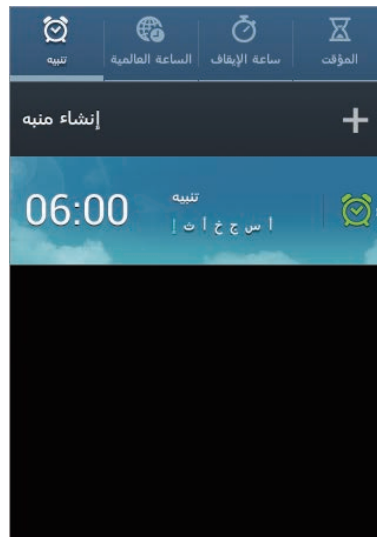 تنبيه
الساعة العالمية
ساعة الإيقاف
المؤقت
إنشاء منبه
06:00
تنبيه
أ س ج خ أ ث إ